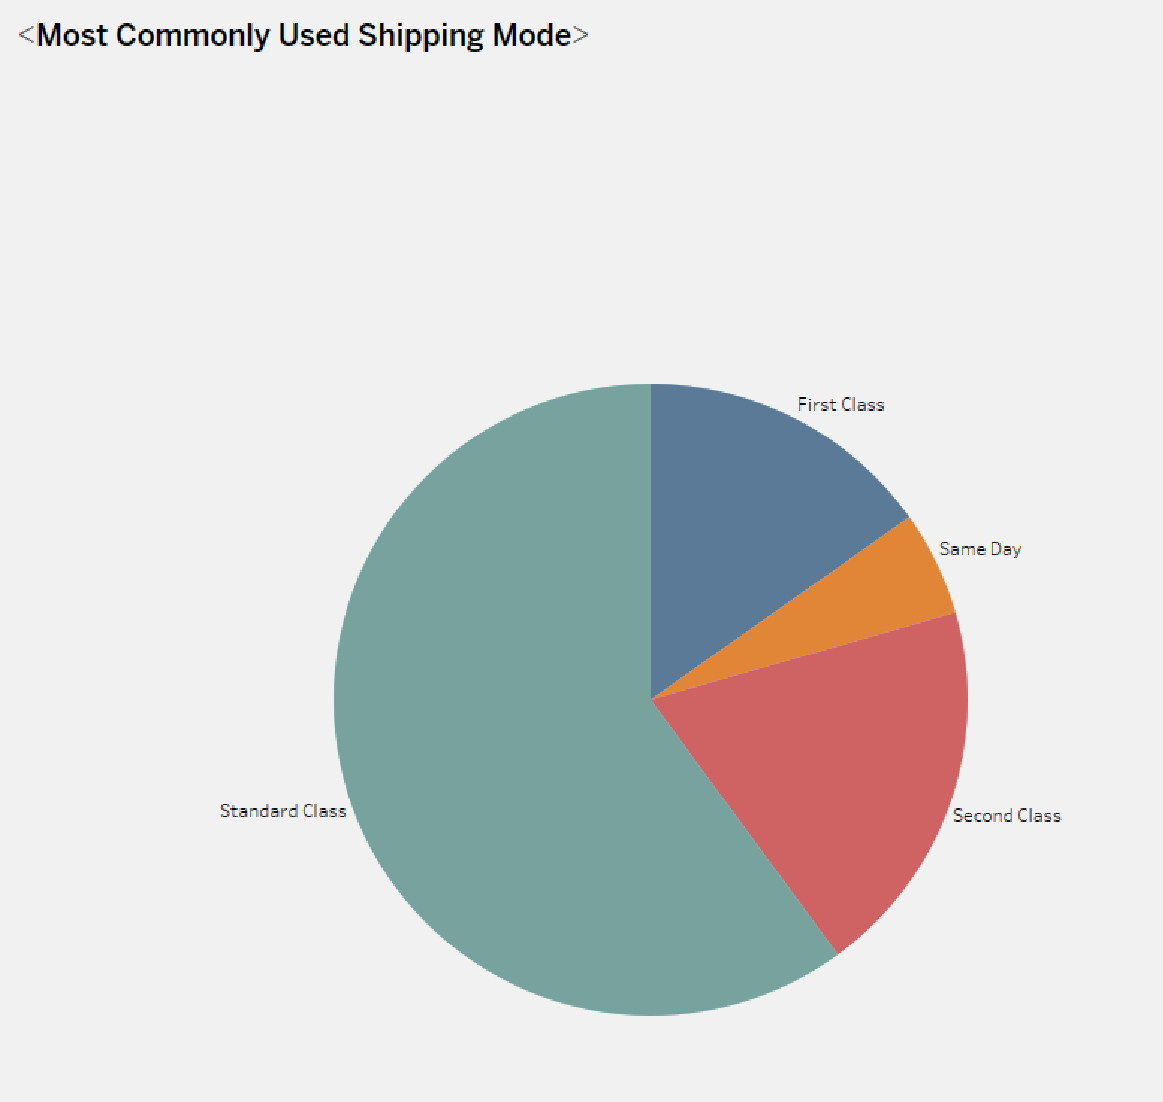 <Most Commonly Used Shipping Mode>
First Class
Same Day
Standard Class
Second Class